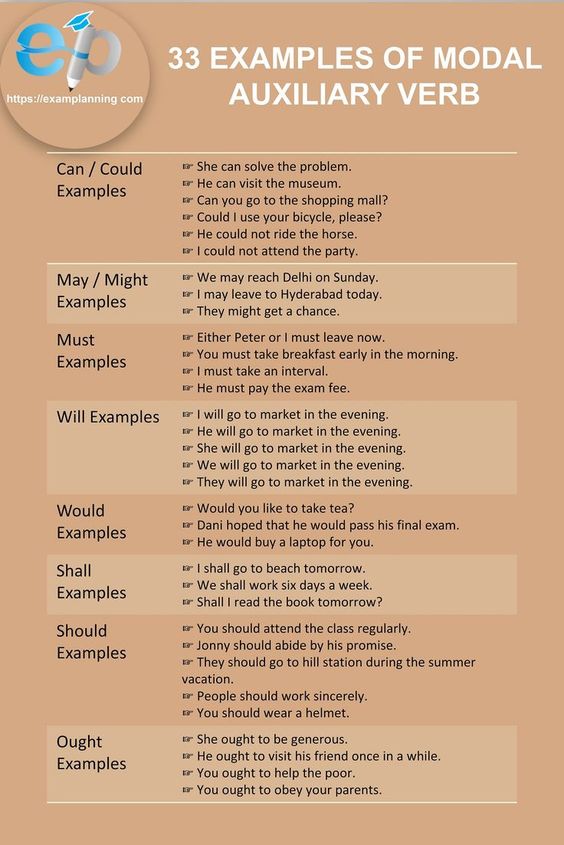 ep
https://examplanning com
33 EXAMPLES OF MODAL
AUXILIARY VERB
Can / Could
Examples
☞ She can solve the problem.
☞ He can visit the museum.
☞ Can you go to the shopping mall?
☞ Could I use your bicycle, please?
☞ He could not ride the horse.
☞ I could not attend the party.
May / Might
Examples
☞ We may reach Delhi on Sunday.
☞ I may leave to Hyderabad today.
☞ They might get a chance.
Must
Examples
☞ Either Peter or I must leave now.
☞ You must take breakfast early in the morning.
☞ I must take an interval.
☞ He must pay the exam fee.
Will Examples
☞ I will go to market in the evening.
☞ He will go to market in the evening.
☞ She will go to market in the evening.
☞ We will go to market in the evening.
☞ They will go to market in the evening.
Would
Examples
☞ Would you like to take tea?
☞ Dani hoped that he would pass his final exam.
☞ He would buy a laptop for you.
Shall
Examples
☞ I shall go to beach tomorrow.
☞ We shall work six days a week.
☞ Shall I read the book tomorrow?
Should
Examples
☞ You should attend the class regularly.
☞ Jonny should abide by his promise.
☞ They should go to hill station during the summer
vacation.
☞ People should work sincerely.
☞ You should wear a helmet.
Ought
Examples
☞ She ought to be generous.
☞ He ought to visit his friend once in a while.
☞ You ought to help the poor.
☞ You ought to obey your parents.